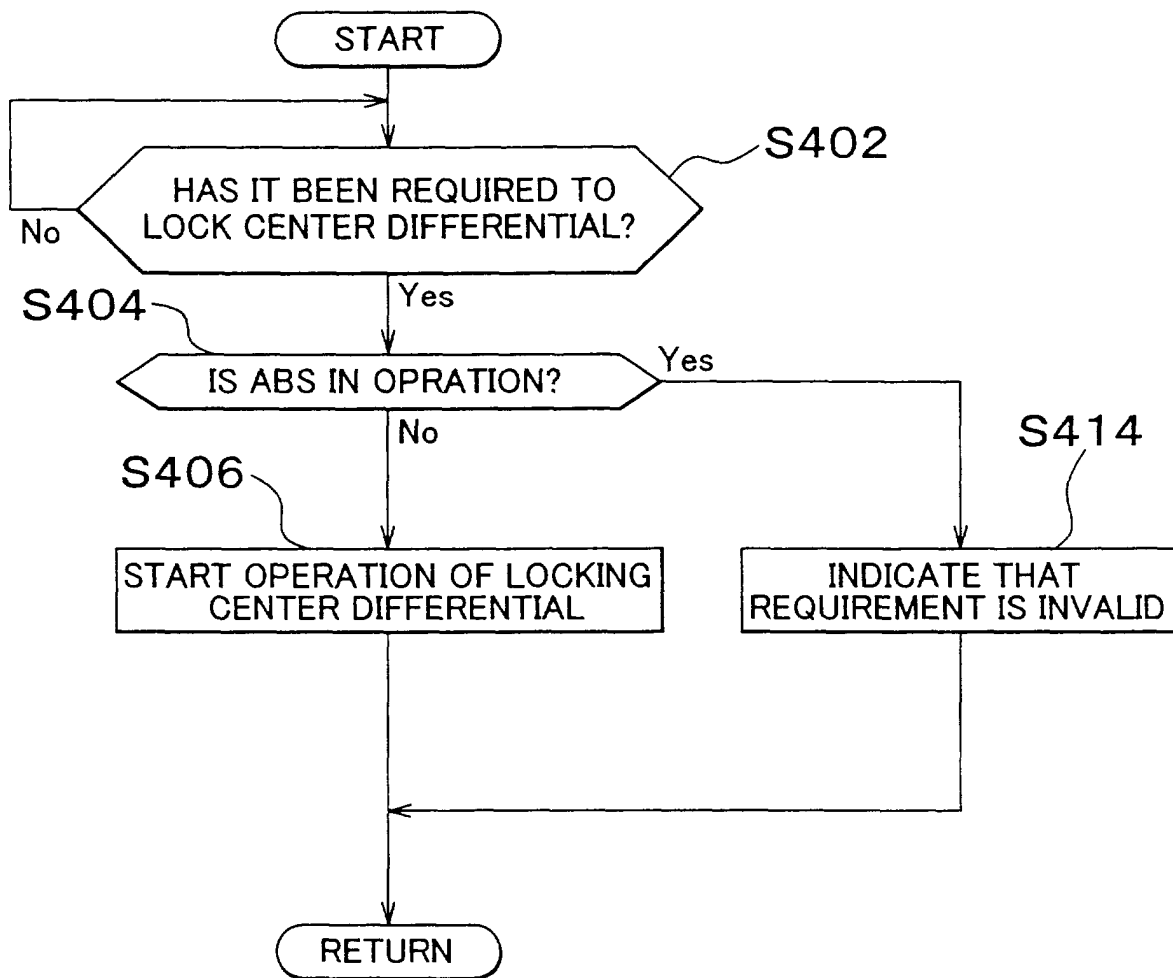 START
S402
HAS IT BEEN REQUIRED TO
LOCK CENTER DIFFERENTIAL?
No
Yes
S404
IS ABS IN OPRATION?
Yes
No
S414
S406
START OPERATION OF LOCKING
CENTER DIFFERENTIAL
INDICATE THAT
REQUIREMENT IS INVALID
RETURN